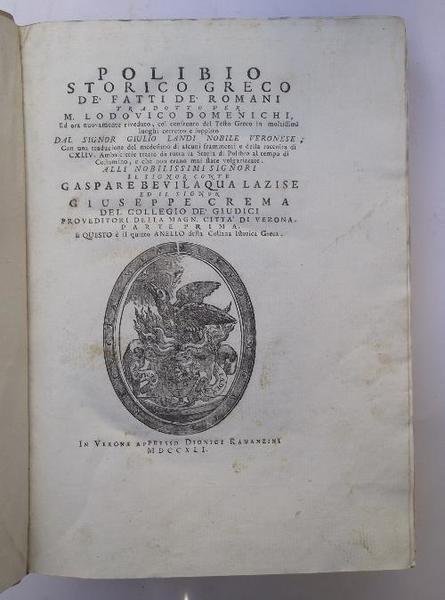 POLIBIO
STORICO GRECO
DE' FATTI DE' ROMANI
TRADOTTO PER
M. LODOVICO DOMENICHI,
Ed ora nuovamente riveduto, col confronto del Testo Greco in moltissimi
luoghi corretto e supplito
DAL SIGNOR GIULIO LANDI NOBILE VERONESE;
Con una traduzione del medesimo di alcuni frammenti e della raccolta di
CXLIV. Ambascerie tratte da tutta la Storia di Polibio al tempo di
Costantino, e che non erano mai state volgarizzate.
ALLI NOBILISSIMI SIGNORI
IL SIGNOR CONTE
GASPARE BEVILAQUA LAZISE
ED IL SIGNOR
GIUSEPPE CREMA
DEL COLLEGIO DE' GIUDICI
PROVEDITORI DELLA MAGN. CITTA' DI VERONA.
PARTE PRIMA.
E QUESTO è il quinto ANELLO della Collana Istorica Greca.
IN VERONA APPRESSO DIONIGI RAMANZINI
MDCCXLI.